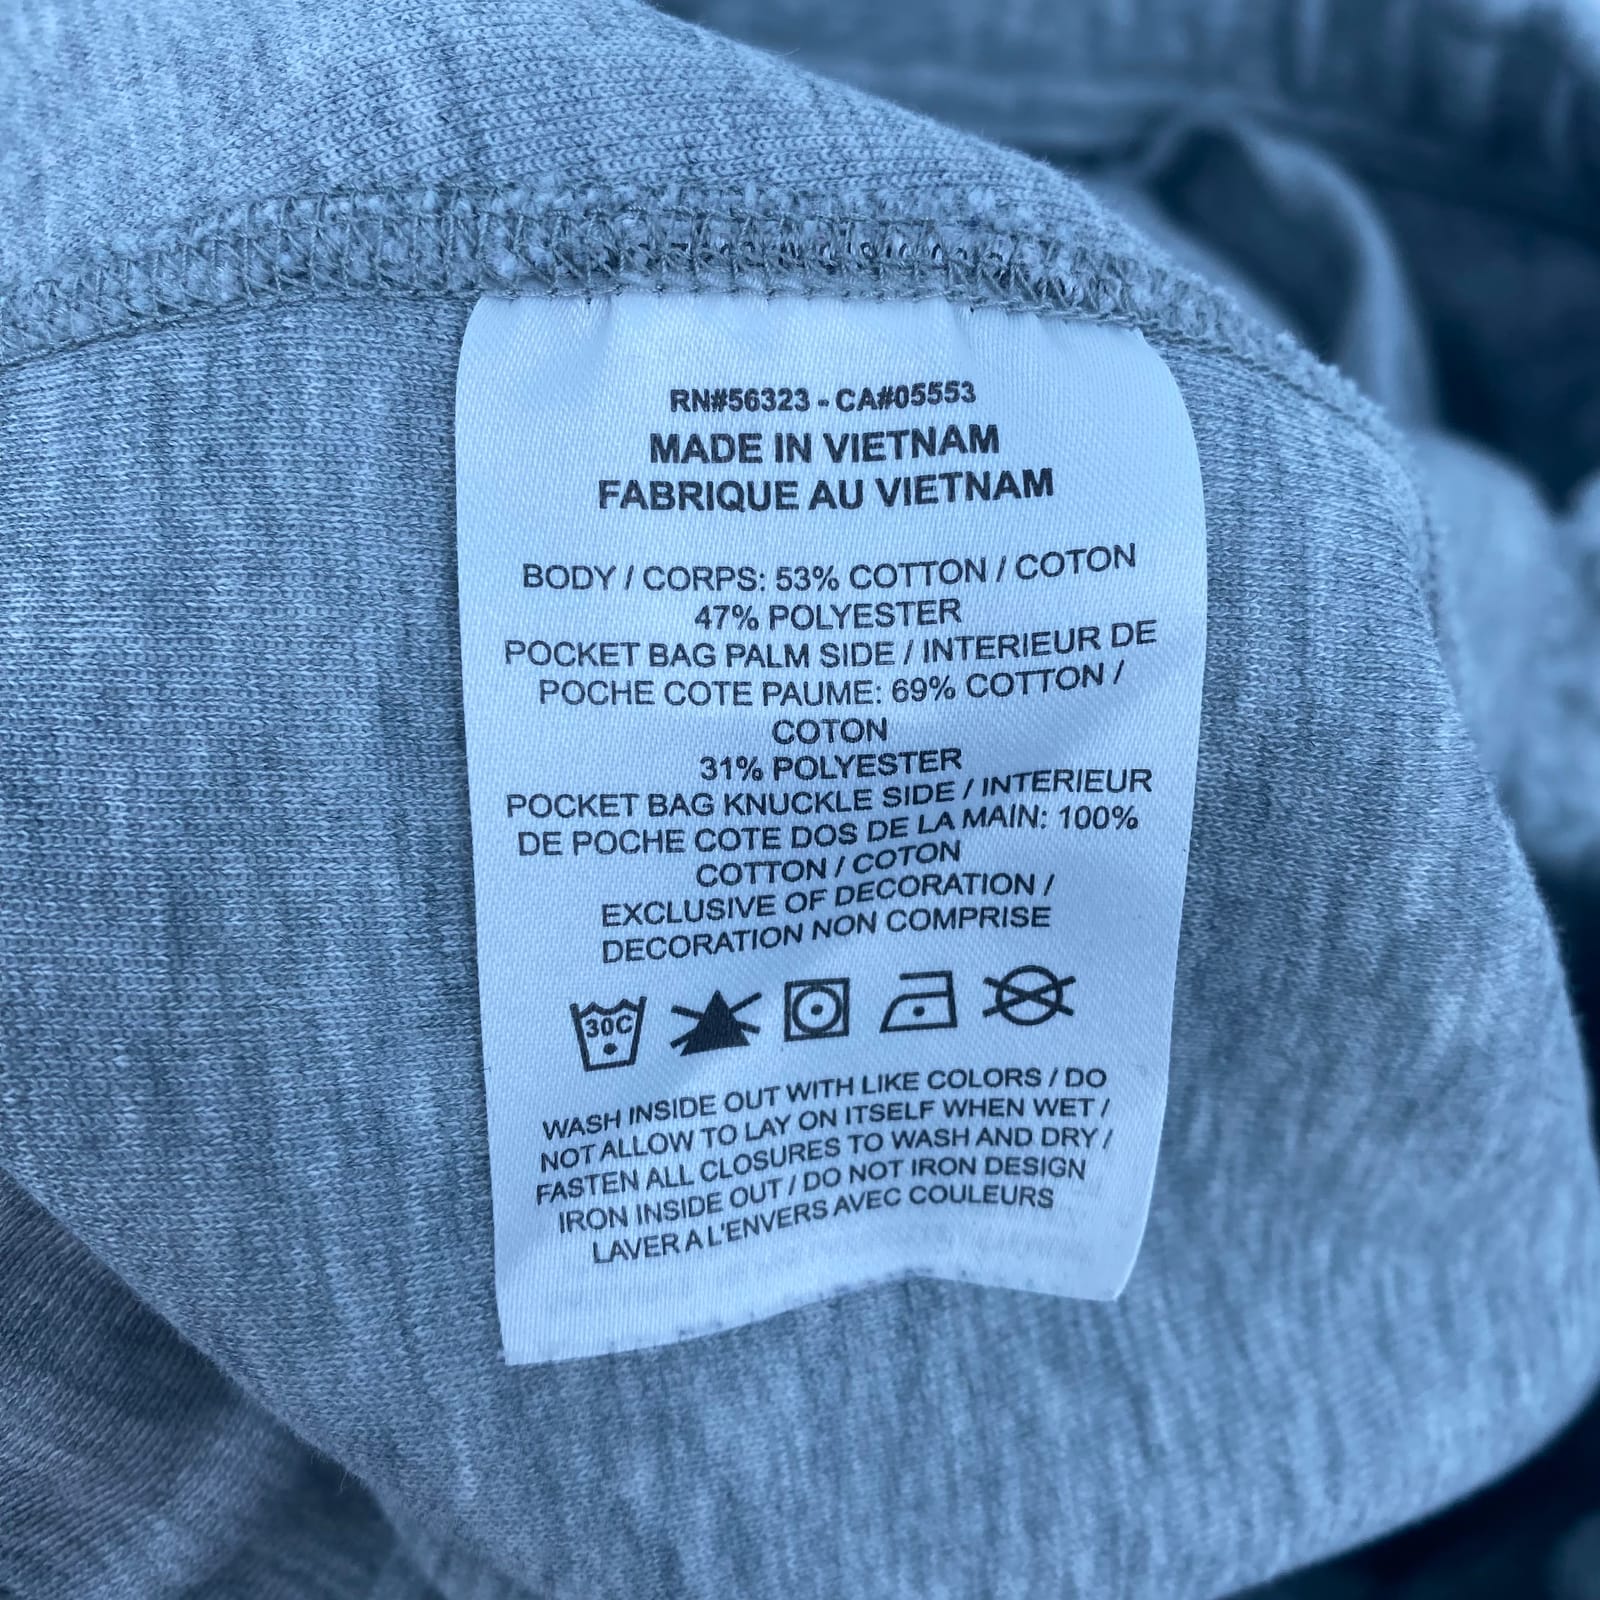 RN#56323 - CA#05553
MADE IN VIETNAM
FABRIQUE AU VIETNAM
BODY / CORPS: 53% COTTON / COTON
47% POLYESTER
POCKET BAG PALM SIDE / INTERIEUR DE
POCHE COTE PAUME: 69% COTTON /
COTON
31% POLYESTER
POCKET BAG KNUCKLE SIDE / INTERIEUR
DE POCHE COTE DOS DE LA MAIN: 100%
COTTON / COTON
EXCLUSIVE OF DECORATION /
DECORATION NON COMPRISE
30C
WASH INSIDE OUT WITH LIKE COLORS / DO
NOT ALLOW TO LAY ON ITSELF WHEN WET /
FASTEN ALL CLOSURES TO WASH AND DRY /
IRON INSIDE OUT / DO NOT IRON DESIGN
LAVER A L'ENVERS AVEC COULEURS